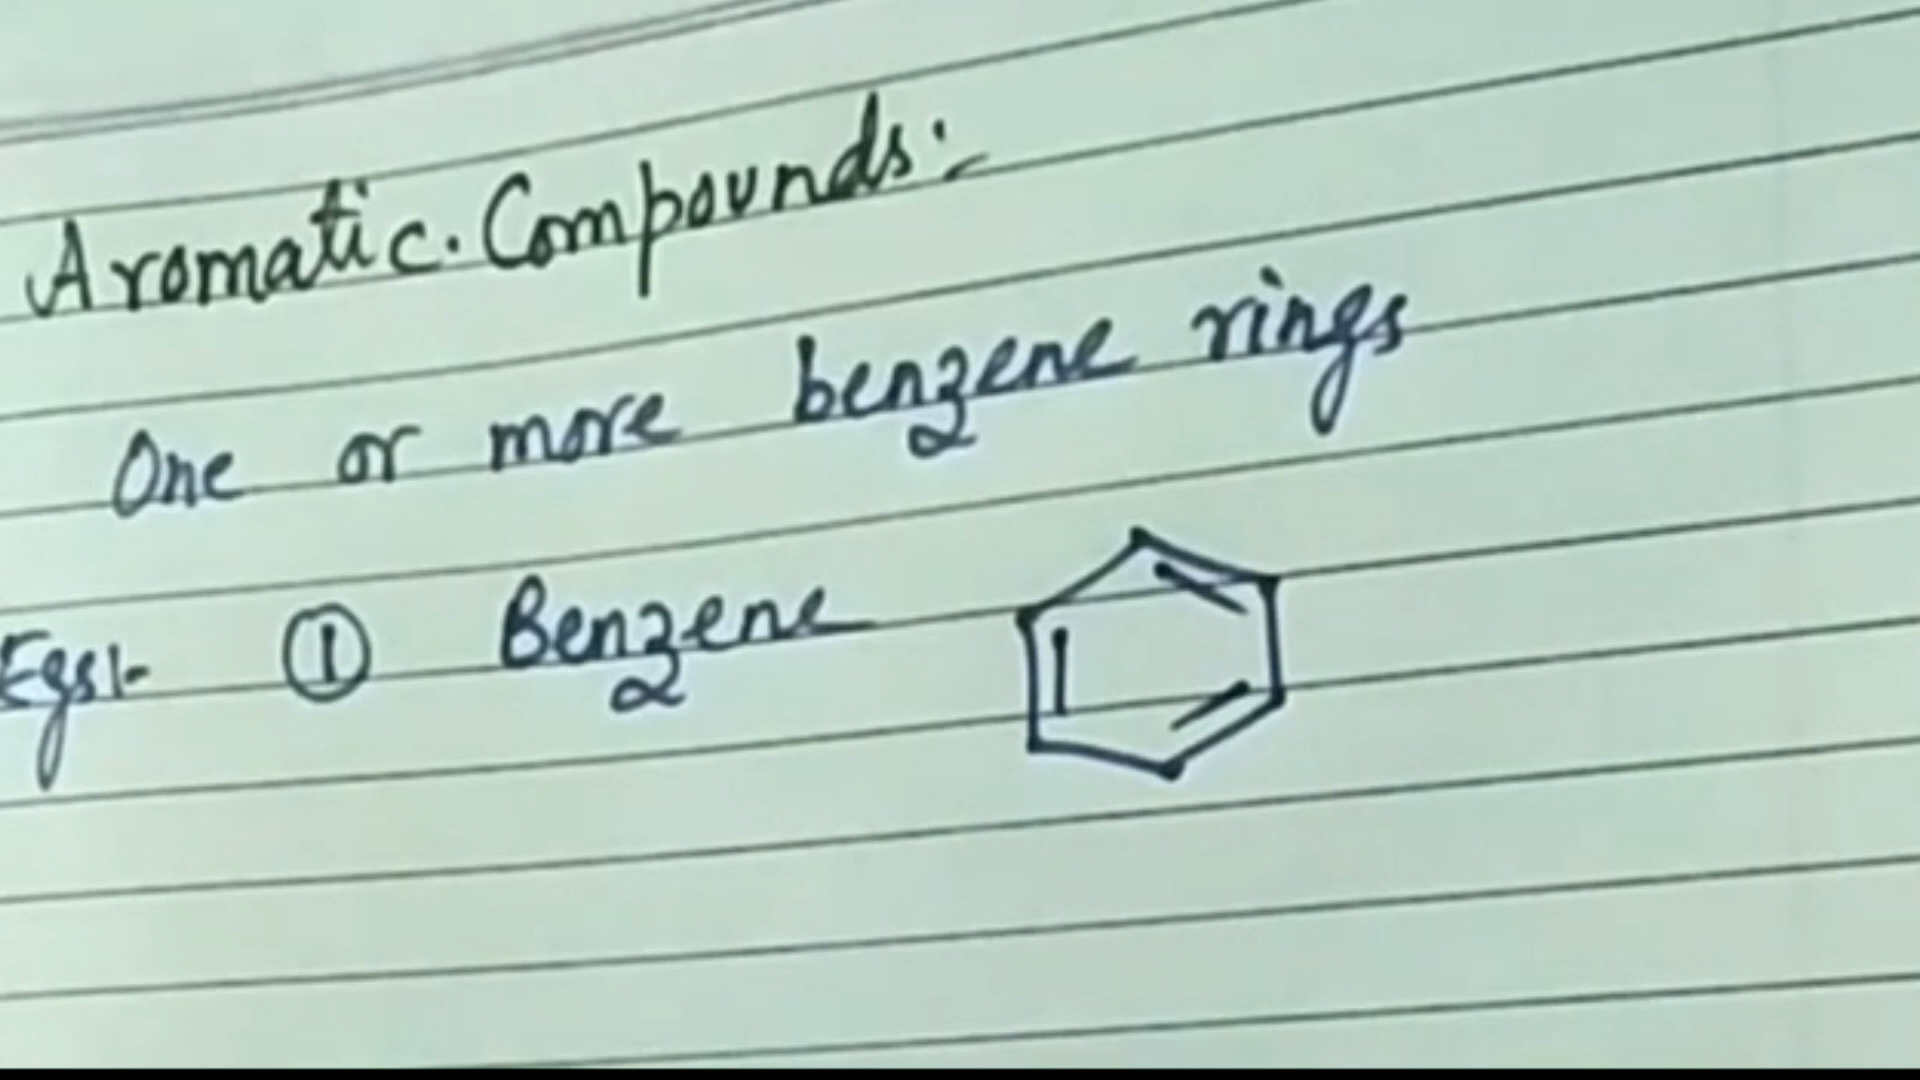 Aromatic. Compounds:-
One or more benzene rings
Egs:- ① Benzene